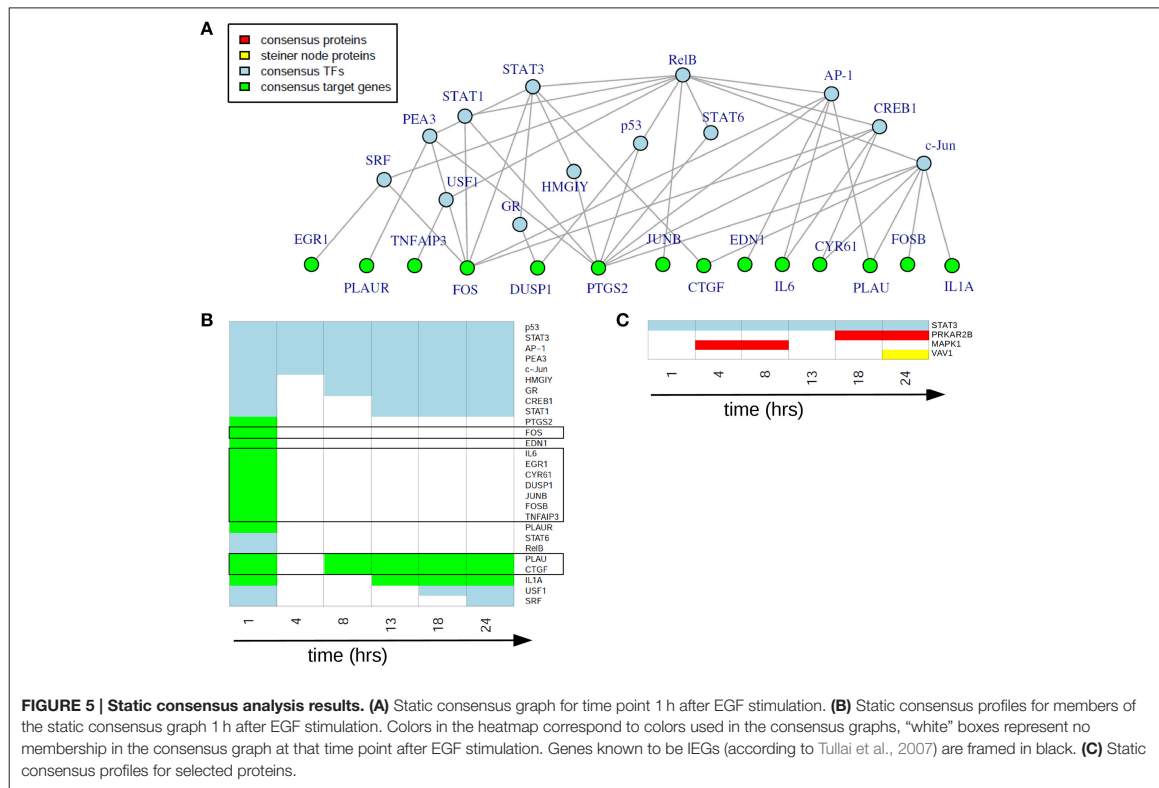 A
consensus proteins
steiner node proteins
consensus TFs
consensus target genes
RelB
STAT3
AP-1
STAT1
CREB1
PEA3
p53
STAT6
c-Jun
SRF
USF1
HMGIY
GR
EGR1
TNFAIP3
JUNB
EDN1
CYR61
FOSB
PLAUR
FOS
DUSP1
PTGS2
CTGF
IL6
PLAU
IL1A
B
p53
STAT3
AP-1
PEA3
c-Jun
HMGIY
GR
CREB1
STAT1
PTGS2
FOS
EDN1
IL6
EGR1
CYR61
DUSP1
JUNB
FOSB
TNFAIP3
PLAUR
STAT6
RelB
PLAU
CTGF
IL1A
USF1
SRF
1 4 8 13 18 24
time (hrs)
C
STAT3
PRKAR2B
MAPK1
VAV1
1 4 8 13 18 24
time (hrs)
FIGURE 5 | Static consensus analysis results. (A) Static consensus graph for time point 1 h after EGF stimulation. (B) Static consensus profiles for members of
the static consensus graph 1 h after EGF stimulation. Colors in the heatmap correspond to colors used in the consensus graphs, “white” boxes represent no
membership in the consensus graph at that time point after EGF stimulation. Genes known to be IEGs (according to Tullai et al., 2007) are framed in black. (C) Static
consensus profiles for selected proteins.